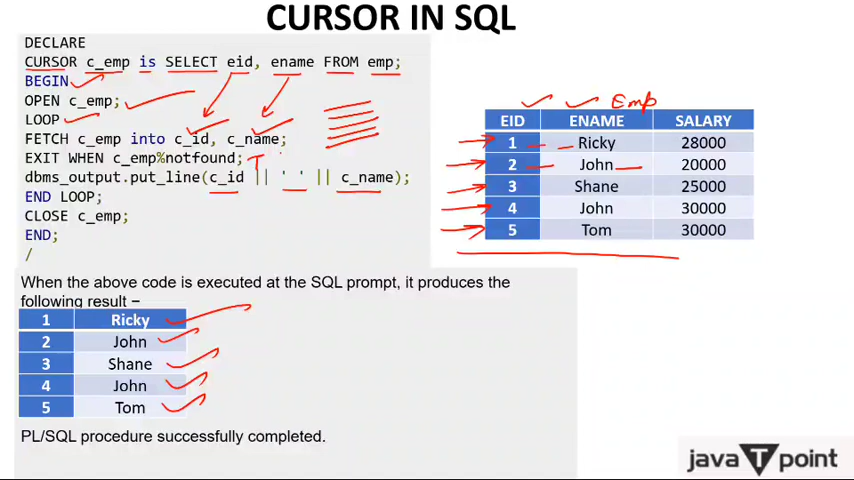 CURSOR IN SQL
DECLARE
CURSOR c_emp is SELECT eid, ename FROM emp;
BEGIN
OPEN c_emp;
LOOP
FETCH c_emp into c_id, c_name;
EXIT WHEN c_emp%notfound; T
dbms_output.put_line(c_id || ' ' || c_name);
END LOOP;
CLOSE c_emp;
END;
/
Emp
EID ENAME SALARY
1 Ricky 28000
2 John 20000
3 Shane 25000
4 John 30000
5 Tom 30000
When the above code is executed at the SQL prompt, it produces the
following result −
1 Ricky
2 John
3 Shane
4 John
5 Tom
PL/SQL procedure successfully completed.
java T point